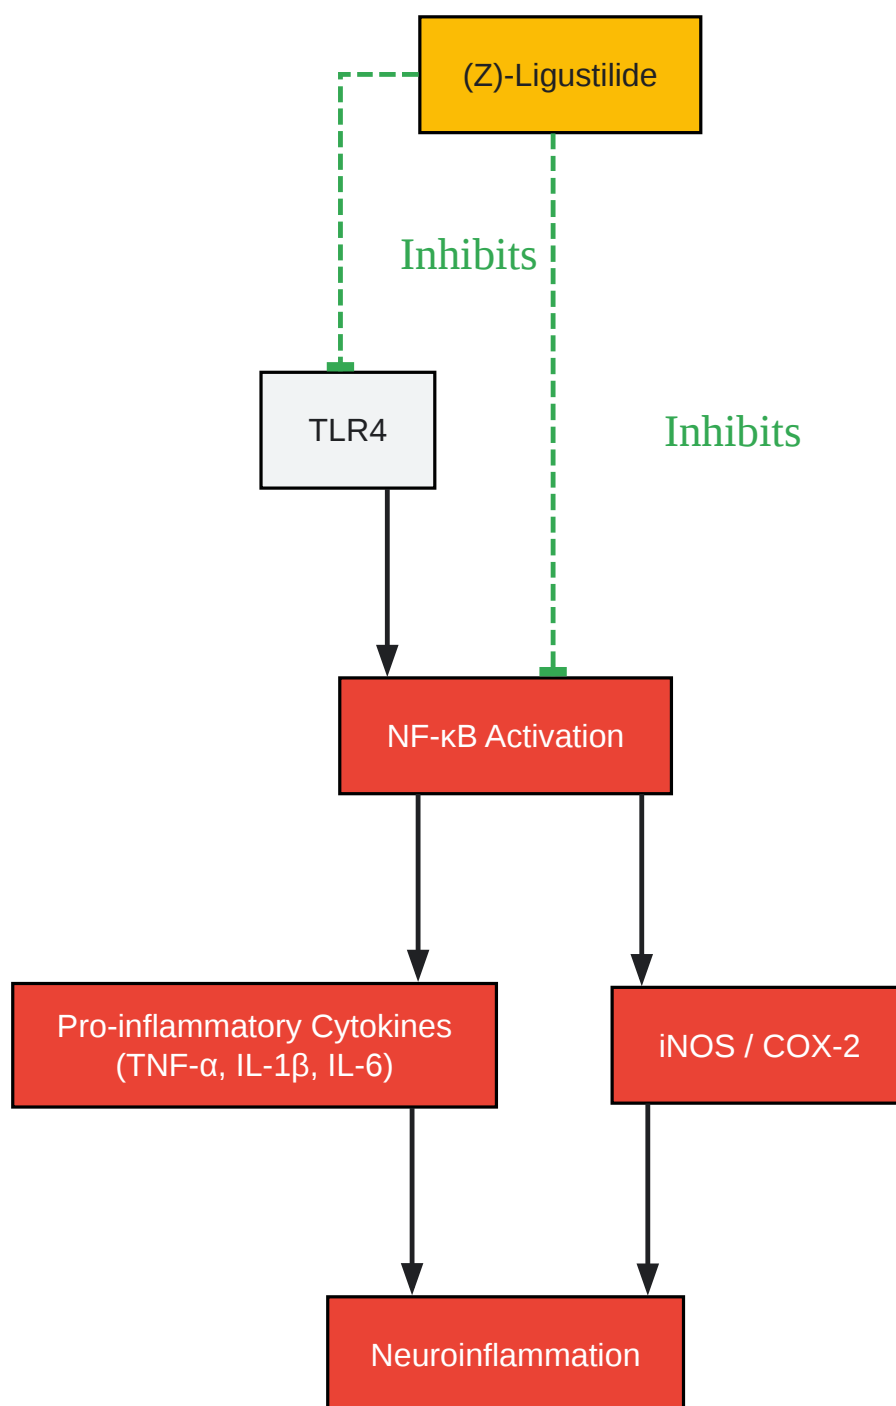 (Z)-Ligustilide
Inhibits
TLR4
Inhibits
NF-κB Activation
Pro-inflammatory Cytokines
(TNF-α, IL-1β, IL-6)
iNOS / COX-2
Neuroinflammation